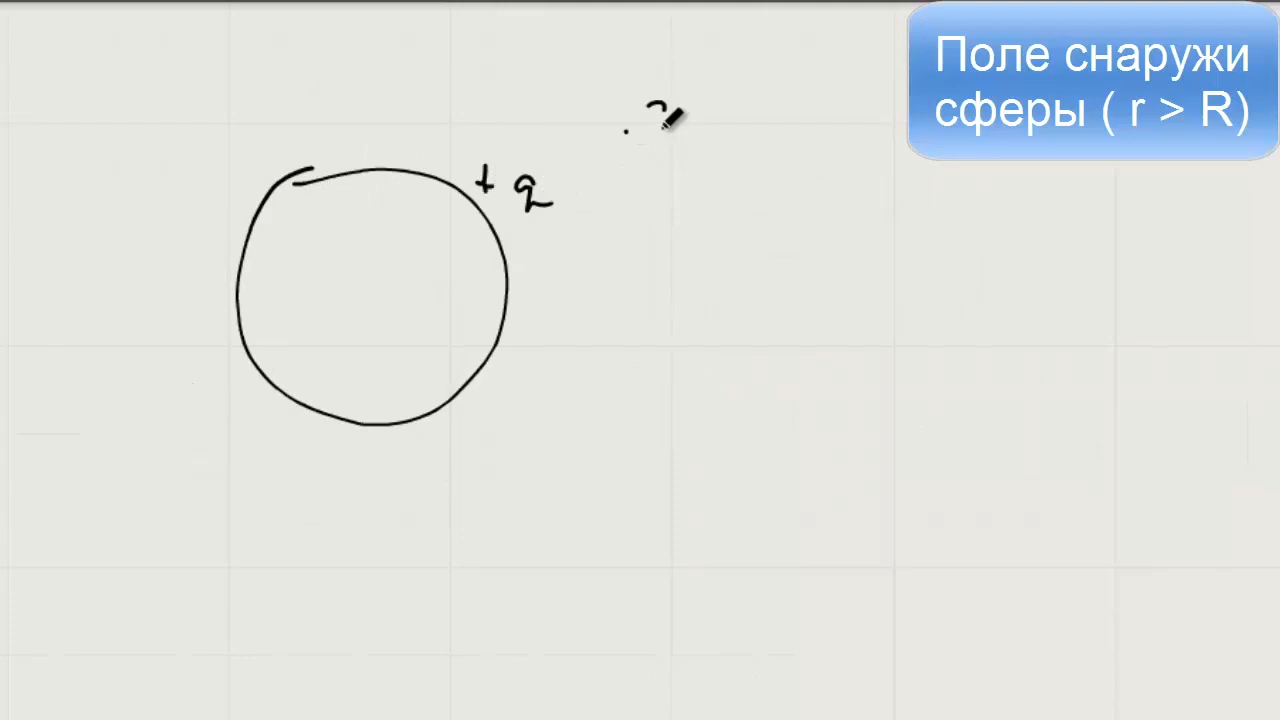 Поле снаружи
сферы ( r > R)
+ q